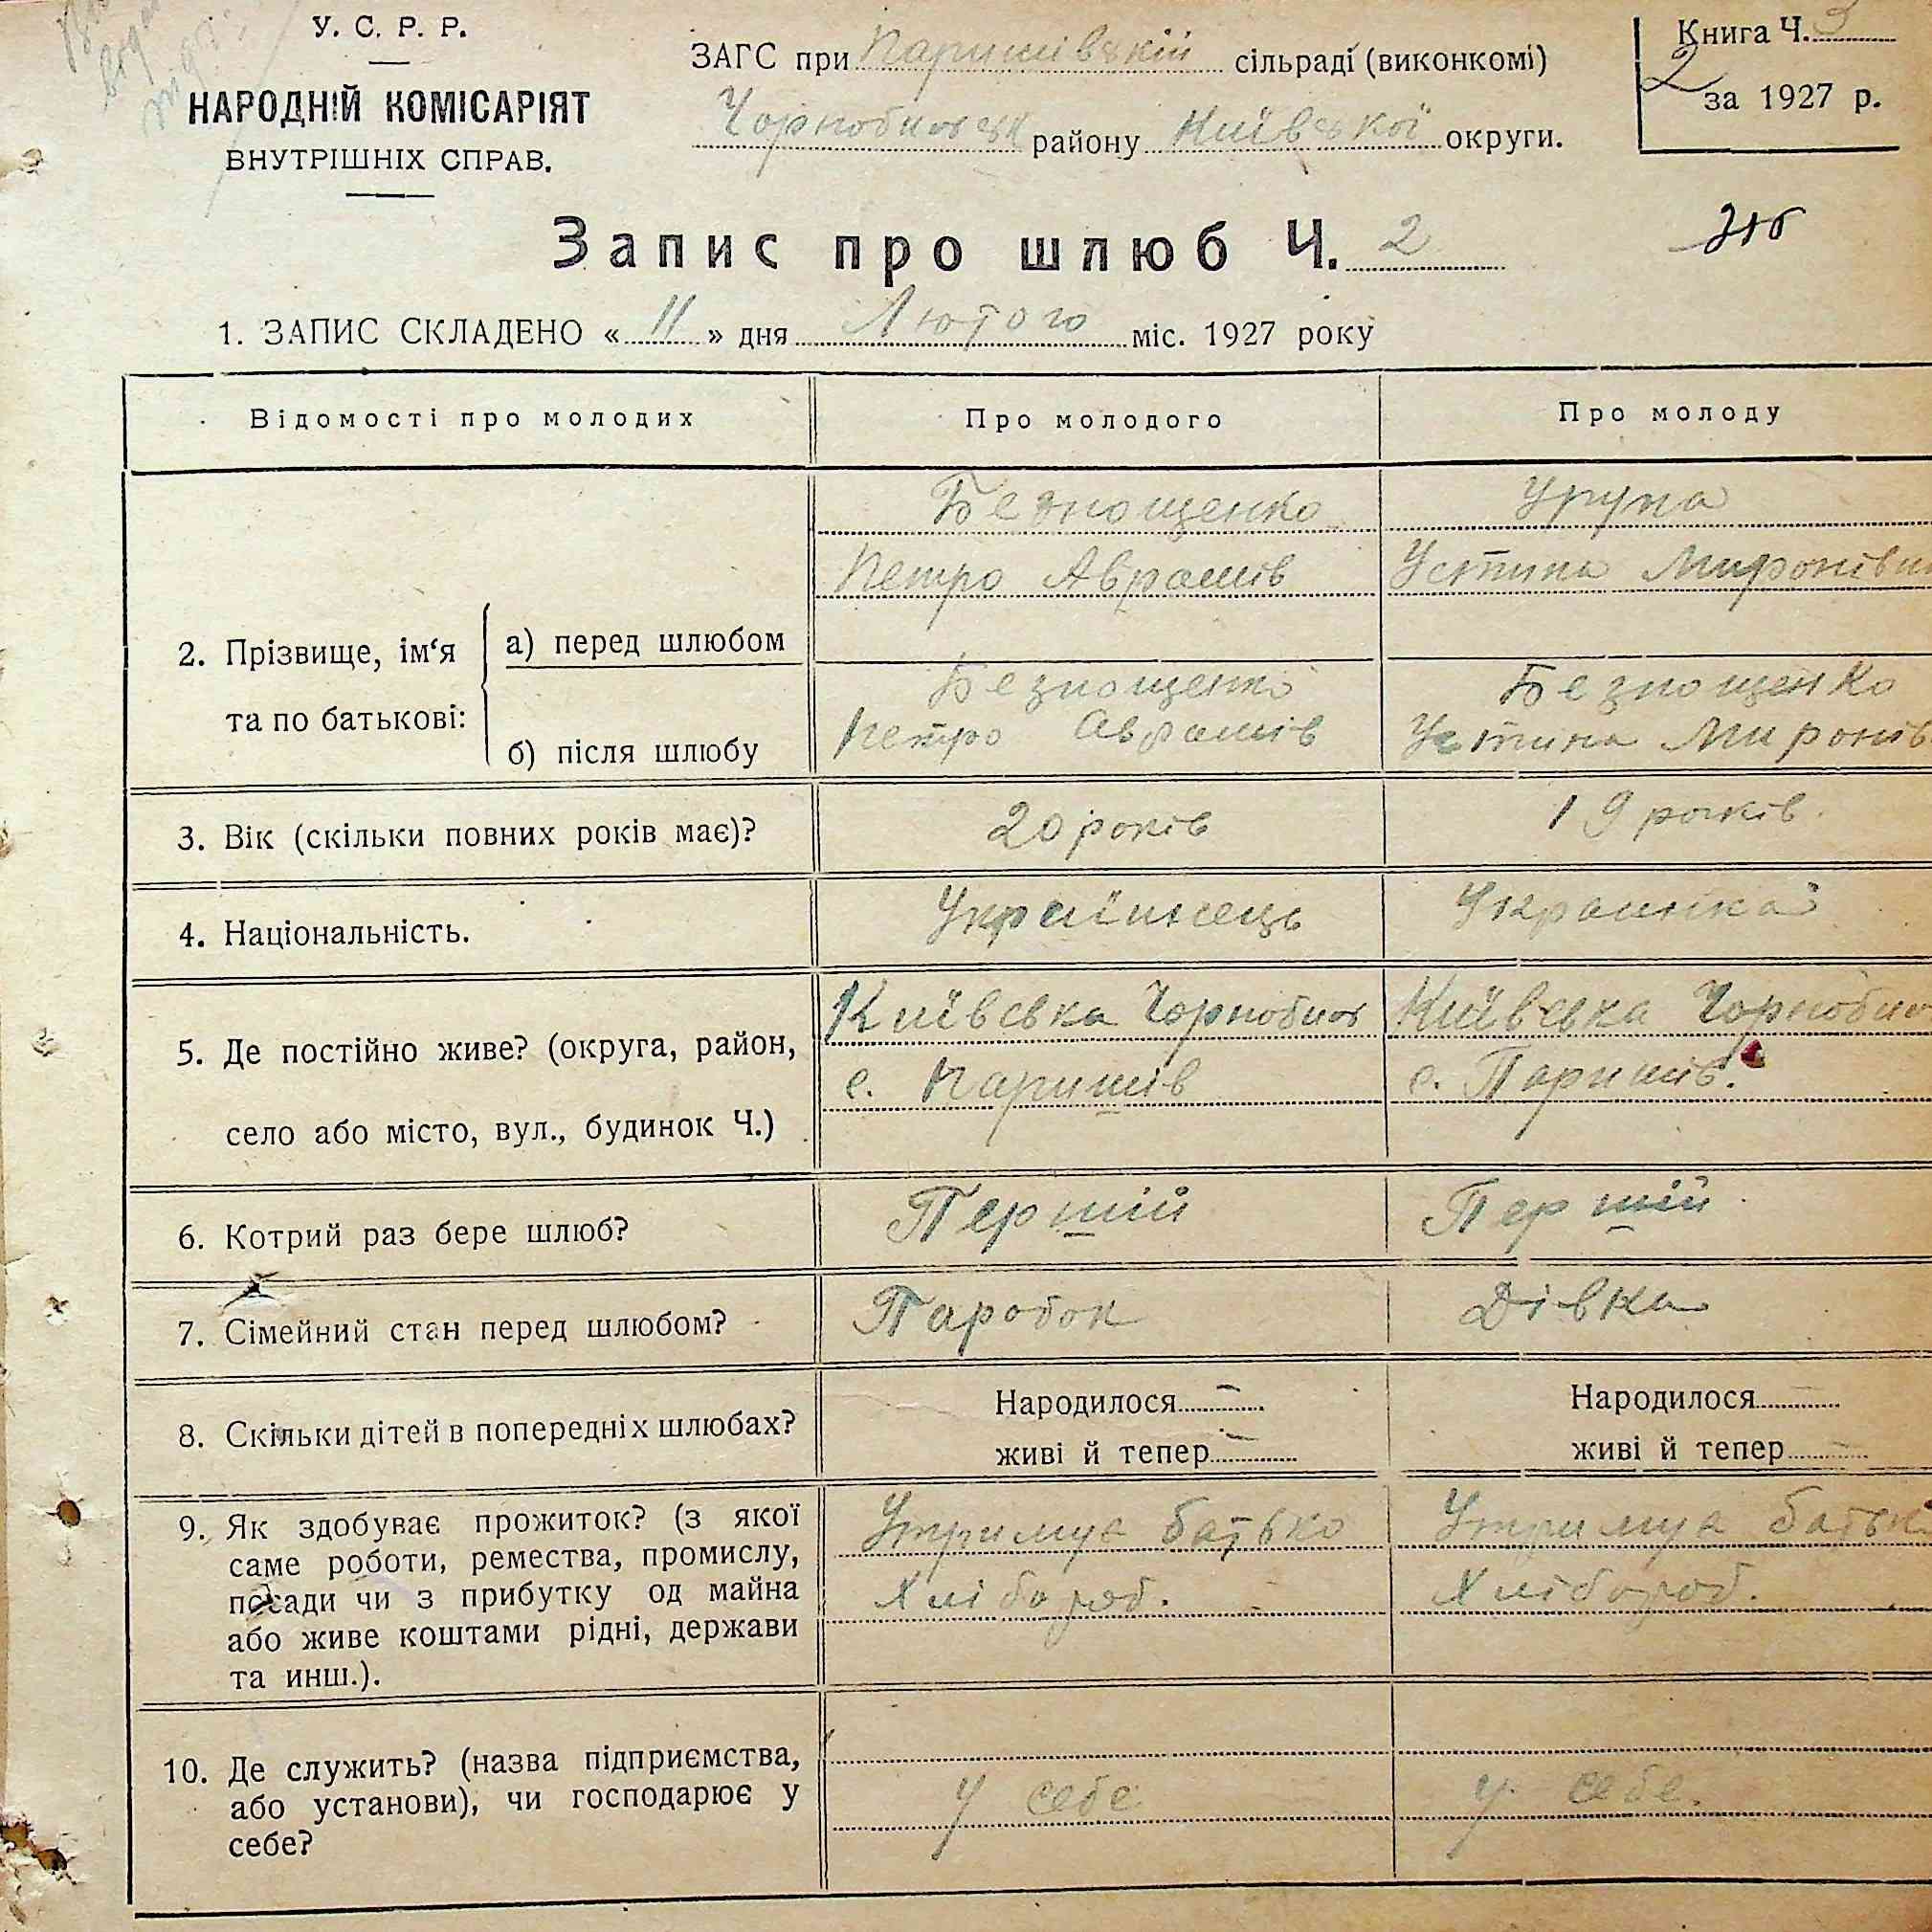 У. С. Р. Р.
НАРОДНІЙ КОМІСАРІЯТ
ВНУТРІШНІХ СПРАВ.
ЗАГС при Паришівській сільраді (виконкомі)
Чорнобильськ району Київської округи.
Книга Ч. 3
2
за 1927 р.
Запис про шлюб Ч. 2
1. ЗАПИС СКЛАДЕНО « 11 » дня Лютого міс. 1927 року
Відомості про молодих
Про молодого
Про молоду
2. Прізвище, ім‘я
та по батькові:
а) перед шлюбом
Безнощенко
Петро Аврамів
Урупа
Устина Миронівн
б) після шлюбу
Безнощенко
Петро Аврамів
Безнощенко
Устина Миронів
3. Вік (скільки повних років має)?
20 років
19 років.
4. Національність.
Українець
Українка
5. Де постійно живе? (округа, район,
село або місто, вул., будинок Ч.)
Київська Чорнобил
с. Паришів
Київська Чорнобил
с. Паришів.
6. Котрий раз бере шлюб?
Перший
Перший
7. Сімейний стан перед шлюбом?
Паробок
Дівка
8. Скільки дітей в попередніх шлюбах?
Народилося —
живі й тепер —
Народилося —
живі й тепер —
9. Як здобуває прожиток? (з якої
саме роботи, ремества, промислу,
посади чи з прибутку од майна
або живе коштами рідні, держави
та инш.).
Утримує батько
Хлібороб.
Утримує батьк
Хлібороб.
10. Де служить? (назва підприємства,
або установи), чи господарює у
себе?
У себе
У себе.